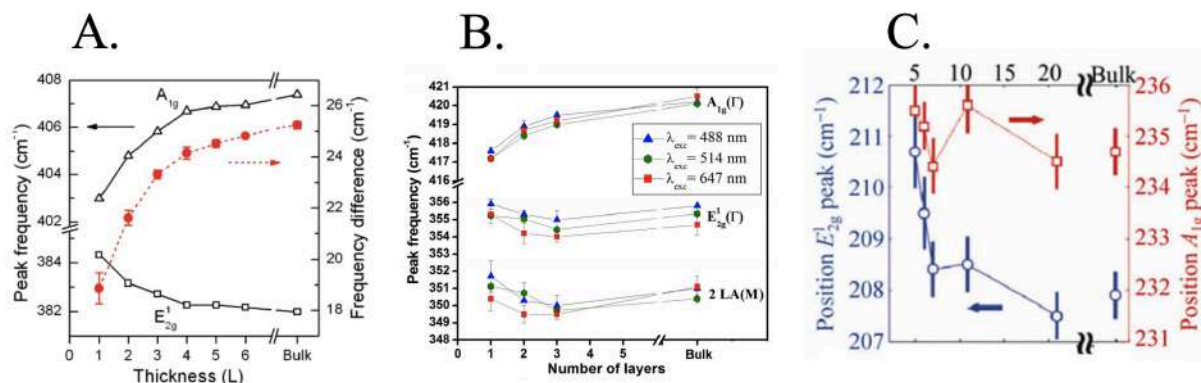 A.
408
406
404
402
384
382
Peak frequency (cm⁻¹)
A₁g
E¹₂g
26
24
22
20
18
Frequency difference (cm⁻¹)
0 1 2 3 4 5 6 Bulk
Thickness (L)
B.
422
421
420
419
418
417
416
356
355
354
353
352
351
350
349
348
Peak frequency (cm⁻¹)
A₁g(Γ)
λexc = 488 nm
λexc = 514 nm
λexc = 647 nm
E¹₂g(Γ)
2 LA(M)
0 1 2 3 4 5 Bulk
Number of layers
C.
5 10 15 20 Bulk
212
211
210
209
208
207
Position E¹₂g peak (cm⁻¹)
236
235
234
233
232
231
Position A₁g peak (cm⁻¹)